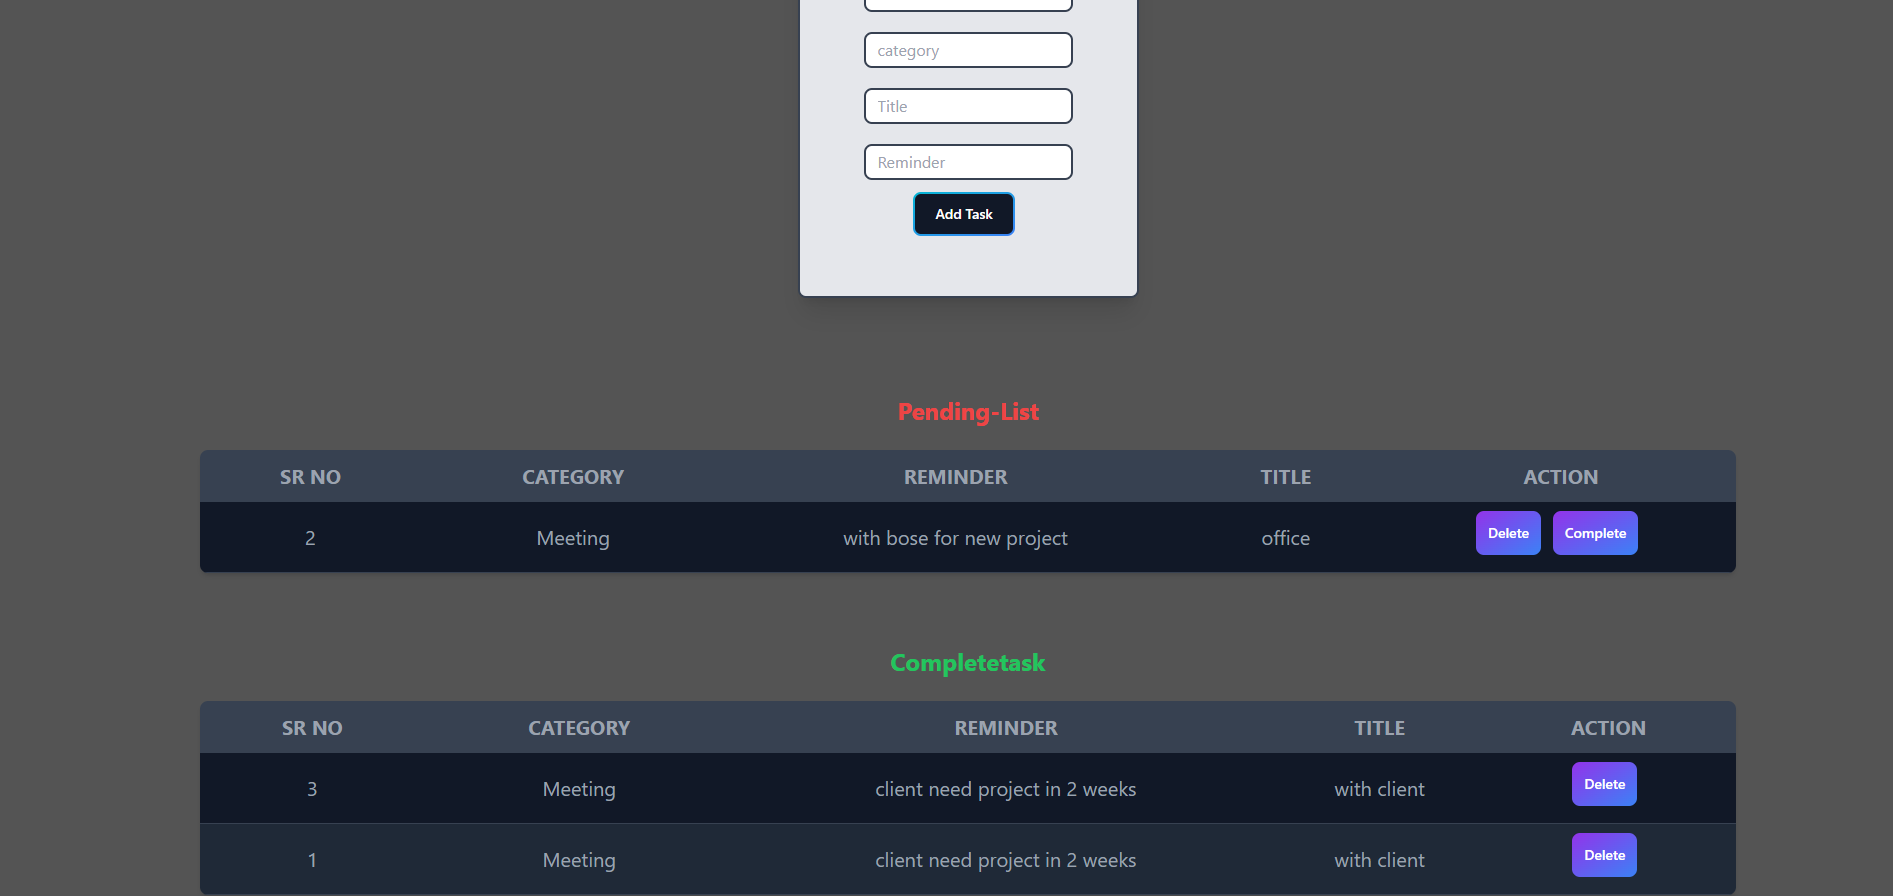 category
Title
Reminder
Add Task
Pending-List
SR NO CATEGORY REMINDER TITLE ACTION
2 Meeting with bose for new project office Delete Complete
Completetask
SR NO CATEGORY REMINDER TITLE ACTION
3 Meeting client need project in 2 weeks with client Delete
1 Meeting client need project in 2 weeks with client Delete